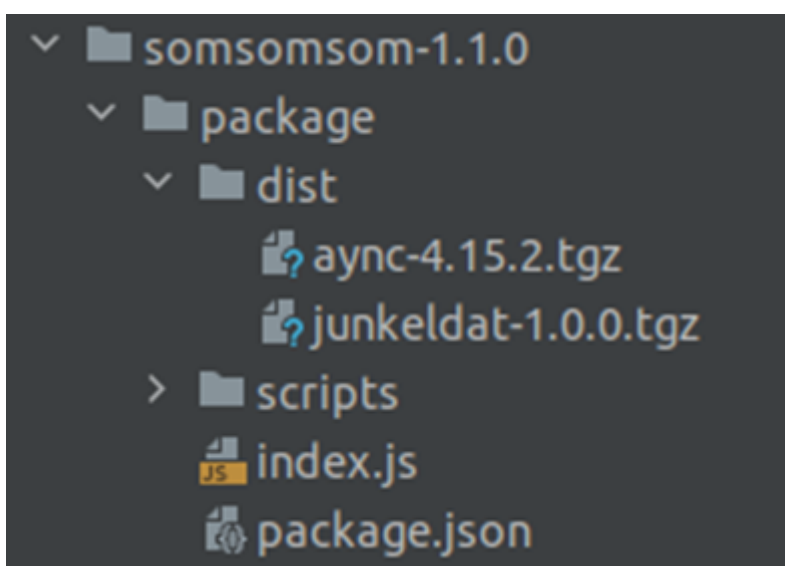 somsomsom-1.1.0
package
dist
aync-4.15.2.tgz
junkeldat-1.0.0.tgz
scripts
JS index.js
package.json